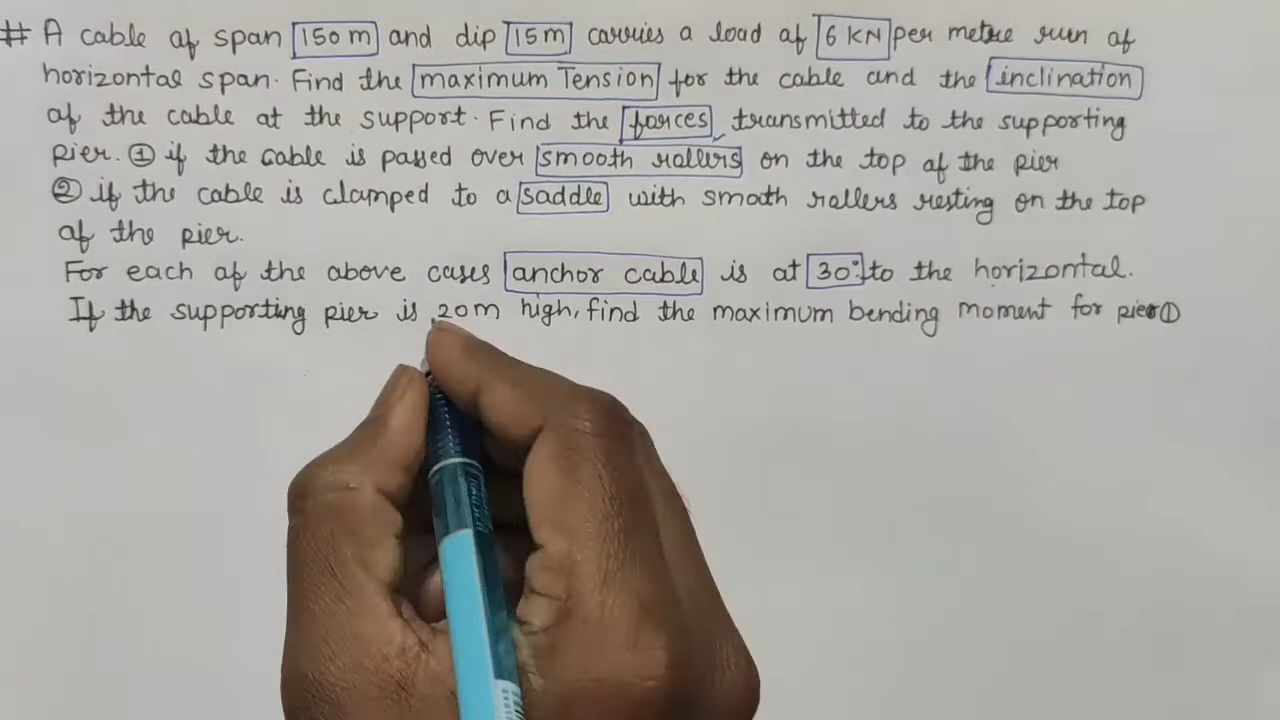 # A cable of span 150 m and dip 15 m carries a load of 6 KN per metre run of
horizontal span. Find the maximum Tension for the cable and the inclination
of the cable at the support. Find the forces transmitted to the supporting
pier. ① if the cable is passed over smooth rollers on the top of the pier
② if the cable is clamped to a saddle with smoth rollers resting on the top
of the pier.
For each of the above cases anchor cable is at 30° to the horizontal.
If the supporting pier is 20m high, find the maximum bending moment for pier ①